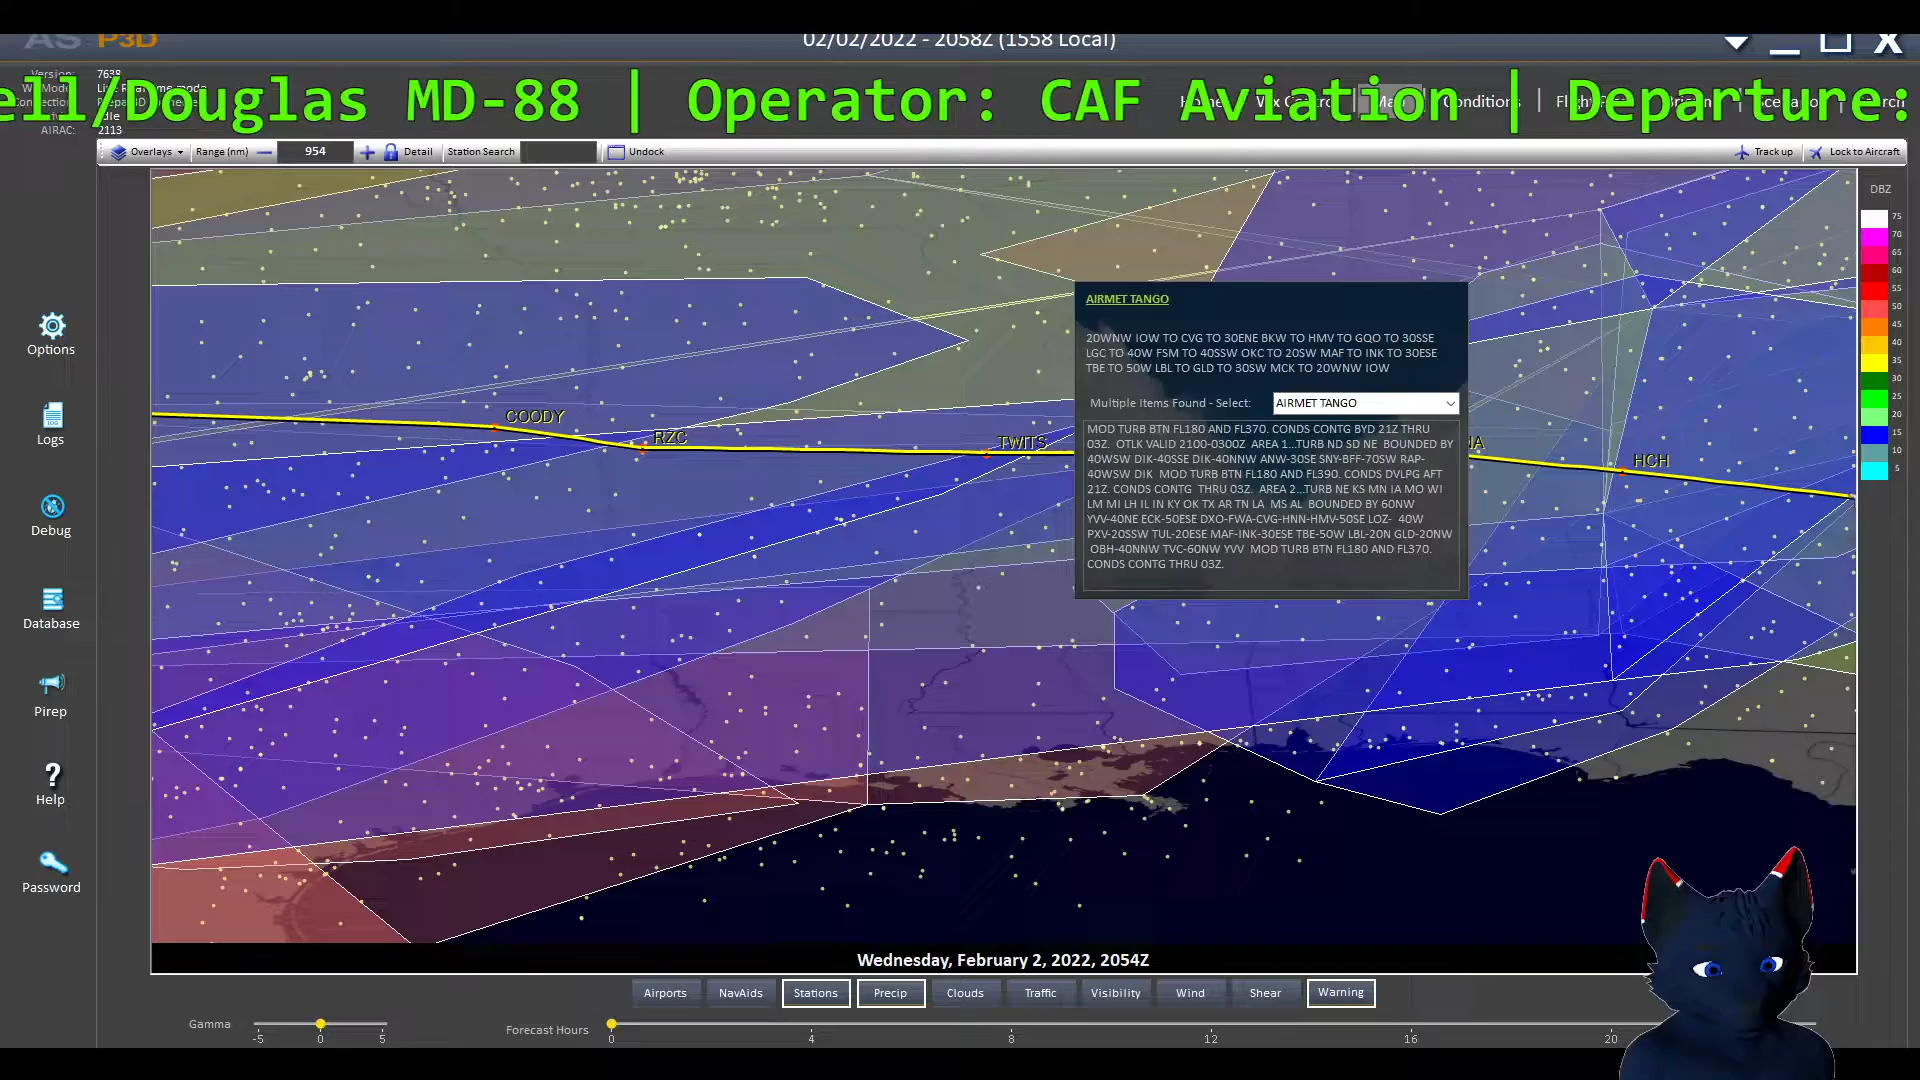 AS: P3D
02/02/2022 - 2058Z (1558 Local)
Version: 7638
AIRAC: 2113
ell/Douglas MD-88 | Operator: CAF Aviation | Departure:
Conditions
Overlays
Range (nm)
954
Detail
Station Search
Undock
Track up
Lock to Aircraft
DBZ
75
70
65
60
55
50
45
40
35
30
25
20
15
10
5
Options
Logs
Debug
Database
Pirep
Help
Password
COODY
RZC
TWITS
HCH
AIRMET TANGO
20WNW IOW TO CVG TO 30ENE BKW TO HMV TO GQO TO 30SSE
LGC TO 40W FSM TO 40SSW OKC TO 20SW MAF TO INK TO 30ESE
TBE TO 50W LBL TO GLD TO 30SW MCK TO 20WNW IOW
Multiple Items Found - Select: AIRMET TANGO
MOD TURB BTN FL180 AND FL370. CONDS CONTG BYD 21Z THRU
03Z. OTLK VALID 2100-0300Z AREA 1...TURB ND SD NE BOUNDED BY
40WSW DIK-40SSE DIK-40NNW ANW-30SE SNY-BFF-70SW RAP-
40WSW DIK MOD TURB BTN FL180 AND FL390. CONDS DVLPG AFT
21Z. CONDS CONTG THRU 03Z. AREA 2...TURB NE KS MN IA MO WI
LM MI LH IL IN KY OK TX AR TN LA MS AL BOUNDED BY 60NW
YVV-40NE ECK-50ESE DXO-FWA-CVG-HNN-HMV-50SE LOZ- 40W
PXV-20SSW TUL-20ESE MAF-INK-30ESE TBE-50W LBL-20N GLD-20NW
OBH-40NNW TVC-60NW YVV MOD TURB BTN FL180 AND FL370.
CONDS CONTG THRU 03Z.
Wednesday, February 2, 2022, 2054Z
Airports
NavAids
Stations
Precip
Clouds
Traffic
Visibility
Wind
Shear
Warning
Gamma
-5 0 5
Forecast Hours
0 4 8 12 16 20